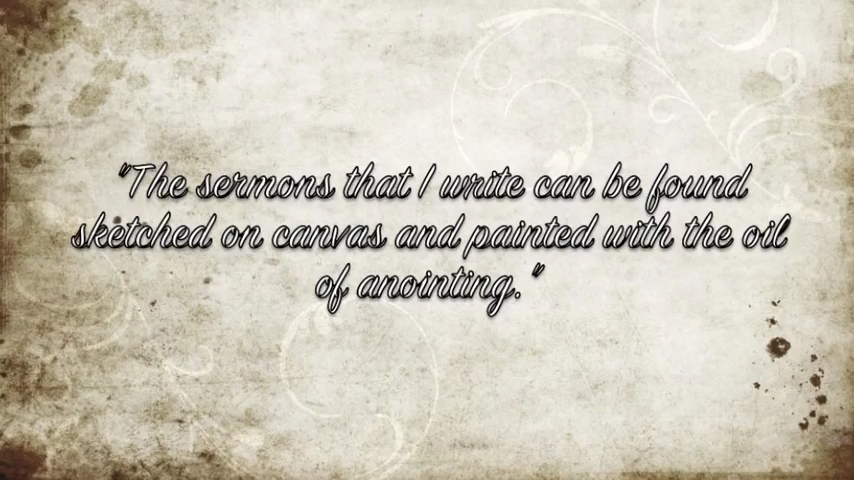 "The sermons that I write can be found
sketched on canvas and painted with the oil
of anointing."